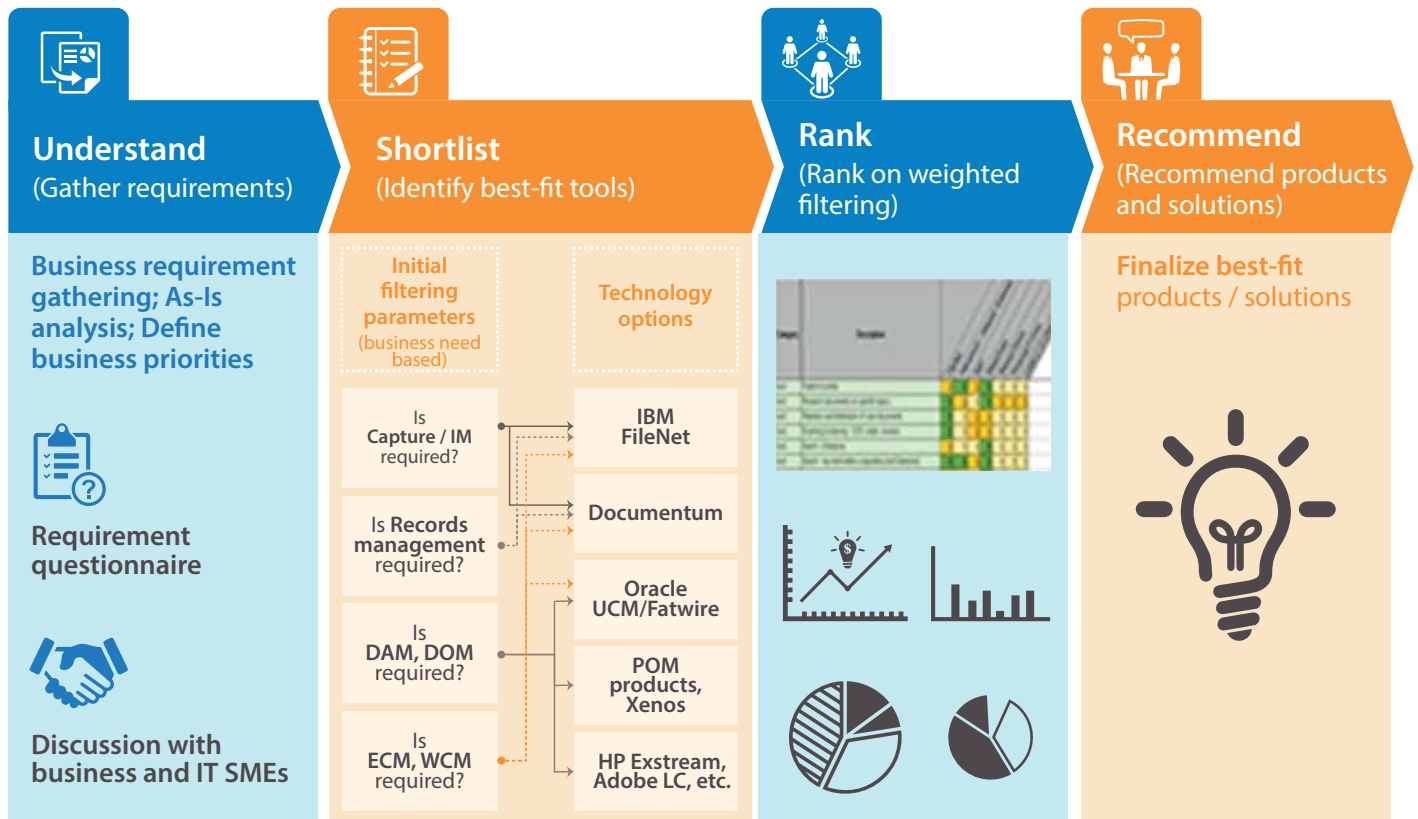 Understand
(Gather requirements)
Business requirement
gathering; As-Is
analysis; Define
business priorities
Requirement
questionnaire
Discussion with
business and IT SMEs
Shortlist
(Identify best-fit tools)
Initial
filtering
parameters
(business need
based)
Is
Capture / IM
required?
Is Records
management
required?
Is
DAM, DOM
required?
Is
ECM, WCM
required?
Technology
options
IBM
FileNet
Documentum
Oracle
UCM/Fatwire
POM
products,
Xenos
HP Exstream,
Adobe LC, etc.
Rank
(Rank on weighted
filtering)
$
Recommend
(Recommend products
and solutions)
Finalize best-fit
products / solutions